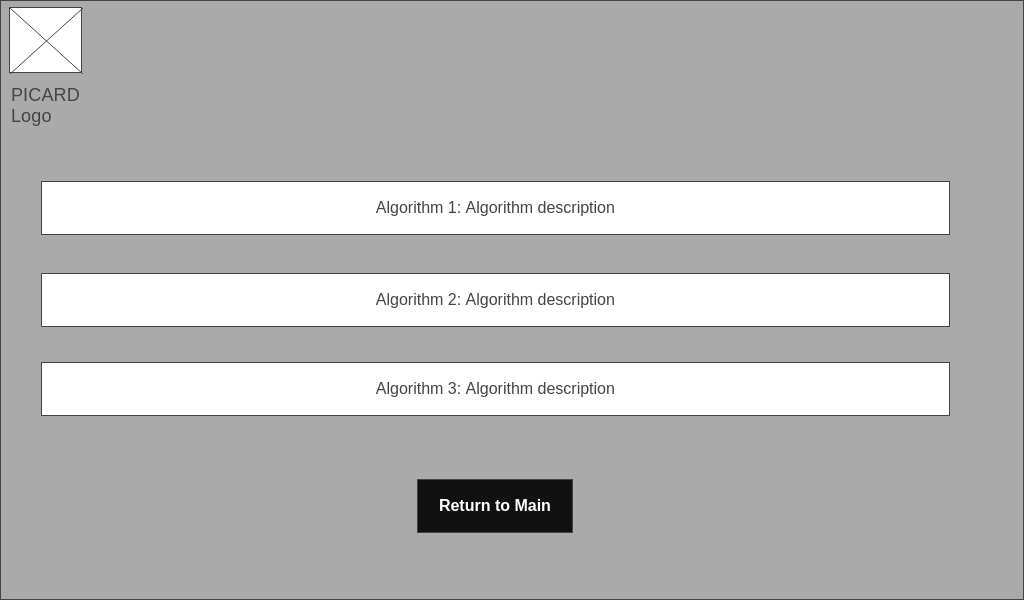 PICARD
Logo
Algorithm 1: Algorithm description
Algorithm 2: Algorithm description
Algorithm 3: Algorithm description
Return to Main